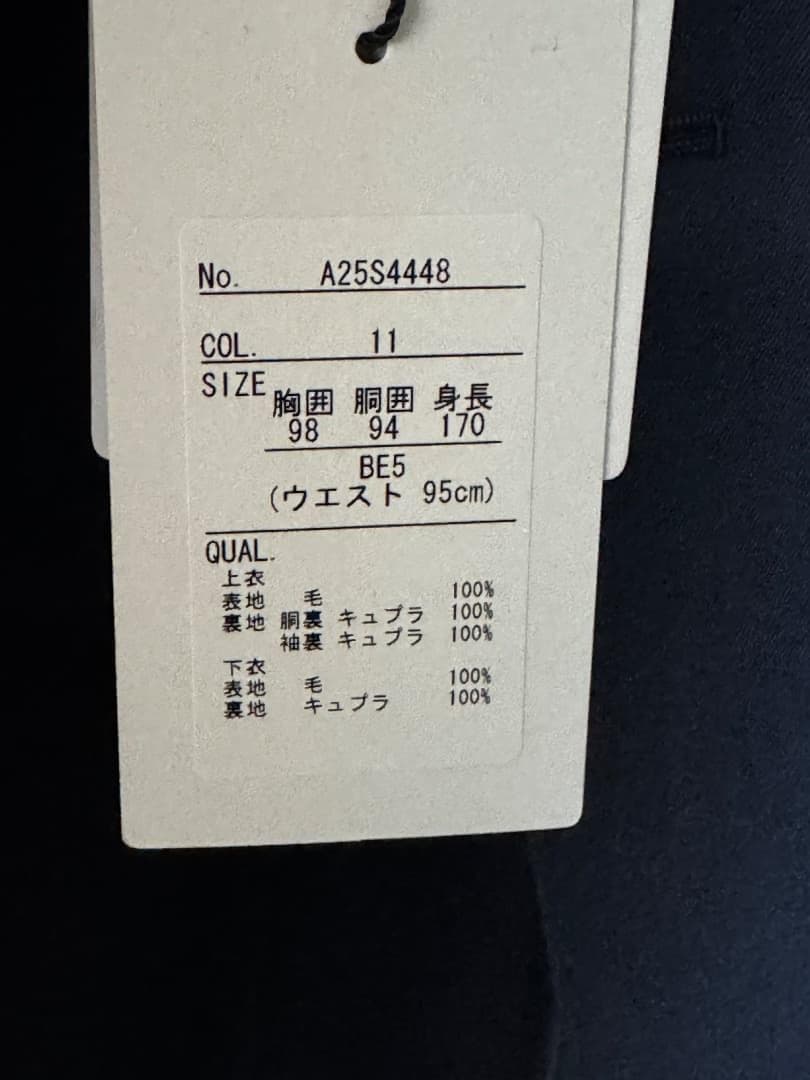 No. A25S4448
COL. 11
SIZE 胸囲 胴囲 身長
98 94 170
BE5
(ウエスト 95cm)
QUAL.
上衣
表地 毛 100%
裏地 胴裏 キュプラ 100%
袖裏 キュプラ 100%
下衣
表地 毛 100%
裏地 キュプラ 100%